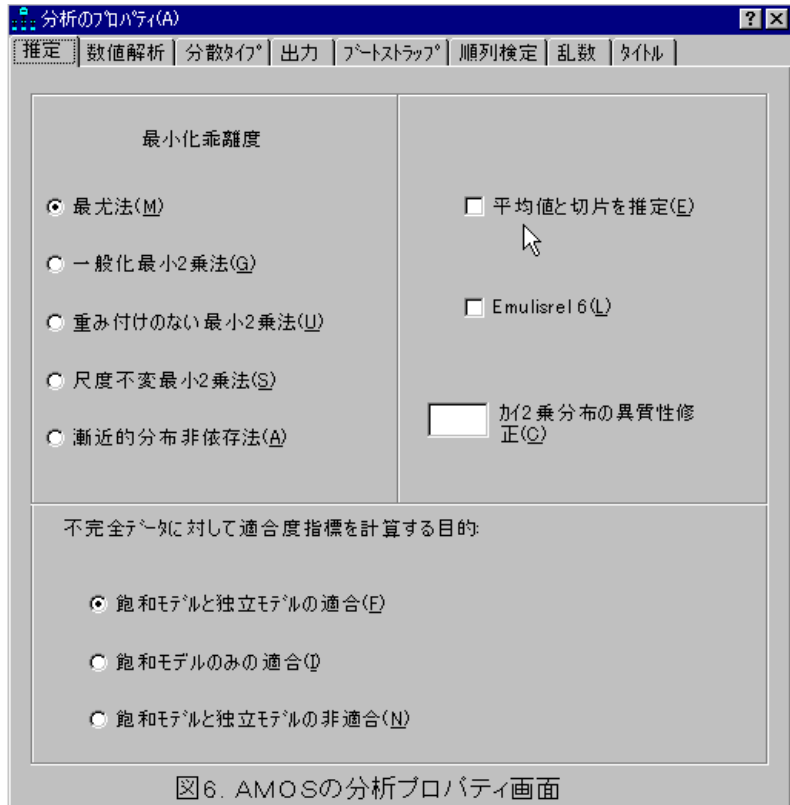 分析のﾌﾟﾛﾊﾟﾃｨ(A)
推定 数値解析 分散ﾀｲﾌﾟ 出力 ﾌﾞｰﾄｽﾄﾗｯﾌﾟ 順列検定 乱数 ﾀｲﾄﾙ
最小化乖離度
最尤法(M)
一般化最小2乗法(G)
重み付けのない最小2乗法(U)
尺度不変最小2乗法(S)
漸近的分布非依存法(A)
平均値と切片を推定(E)
Emulisrel 6(L)
ｶｲ2乗分布の異質性修
正(C)
不完全ﾃﾞｰﾀに対して適合度指標を計算する目的:
飽和ﾓﾃﾞﾙと独立ﾓﾃﾞﾙの適合(F)
飽和ﾓﾃﾞﾙのみの適合(I)
飽和ﾓﾃﾞﾙと独立ﾓﾃﾞﾙの非適合(N)
図6. AMOSの分析プロパティ画面